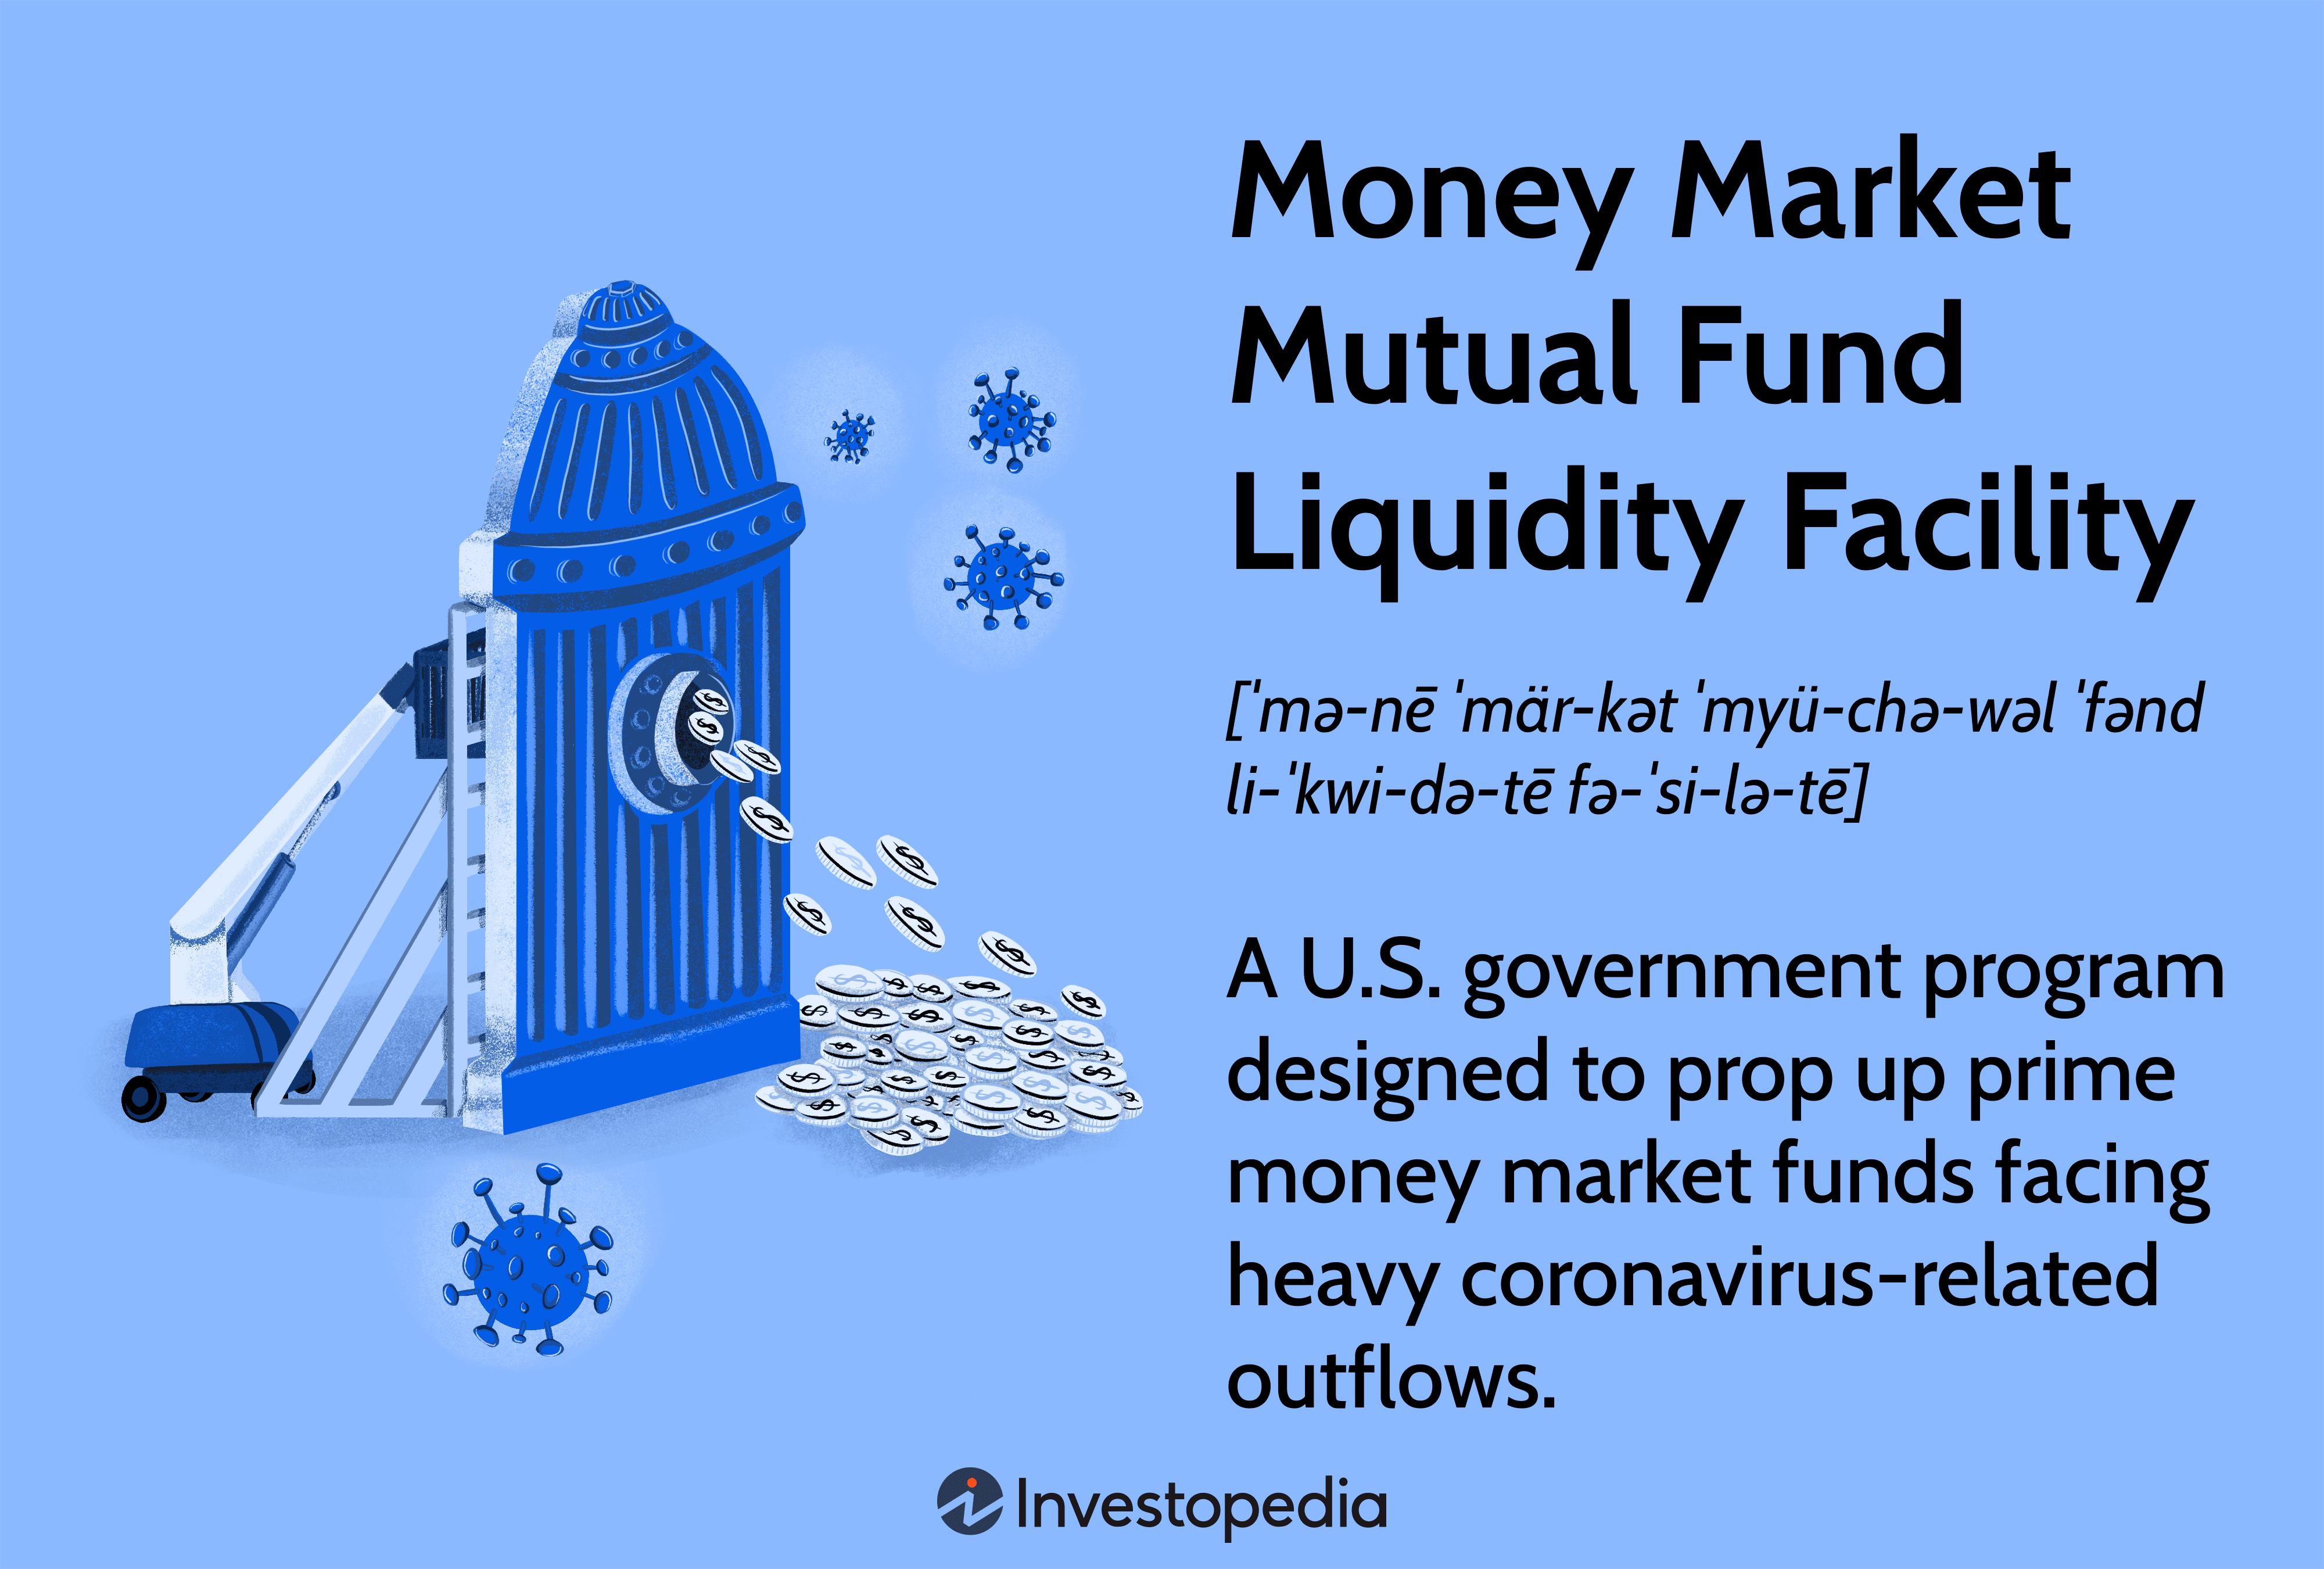 Money Market
Mutual Fund
Liquidity Facility
[ˈmə-nē ˈmär-kət ˈmyü-chə-wəl ˈfənd
li-ˈkwi-də-tē fə-ˈsi-lə-tē]
A U.S. government program
designed to prop up prime
money market funds facing
heavy coronavirus-related
outflows.
Investopedia